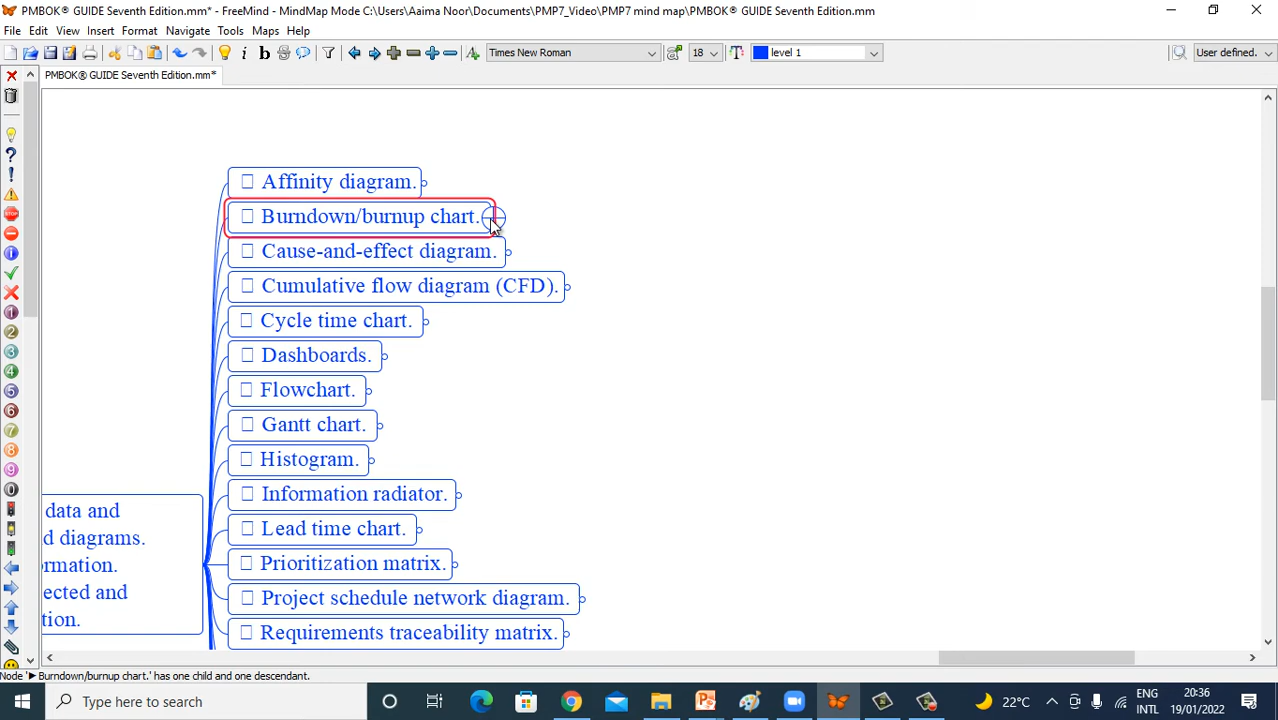 PMBOK® GUIDE Seventh Edition.mm* - FreeMind - MindMap Mode C:\Users\Aaima Noor\Documents\PMP7_Video\PMP7 mind map\PMBOK® GUIDE Seventh Edition.mm
File Edit View Insert Format Navigate Tools Maps Help
Times New Roman 18 level 1 User defined.
PMBOK® GUIDE Seventh Edition.mm*
Affinity diagram.
Burndown/burnup chart.
Cause-and-effect diagram.
Cumulative flow diagram (CFD).
Cycle time chart.
Dashboards.
Flowchart.
Gantt chart.
Histogram.
Information radiator.
Lead time chart.
Prioritization matrix.
Project schedule network diagram.
Requirements traceability matrix.
data and
d diagrams.
rmation.
ected and
tion.
Node '►Burndown/burnup chart.' has one child and one descendant.
Type here to search
22°C
ENG
INTL
20:36
19/01/2022